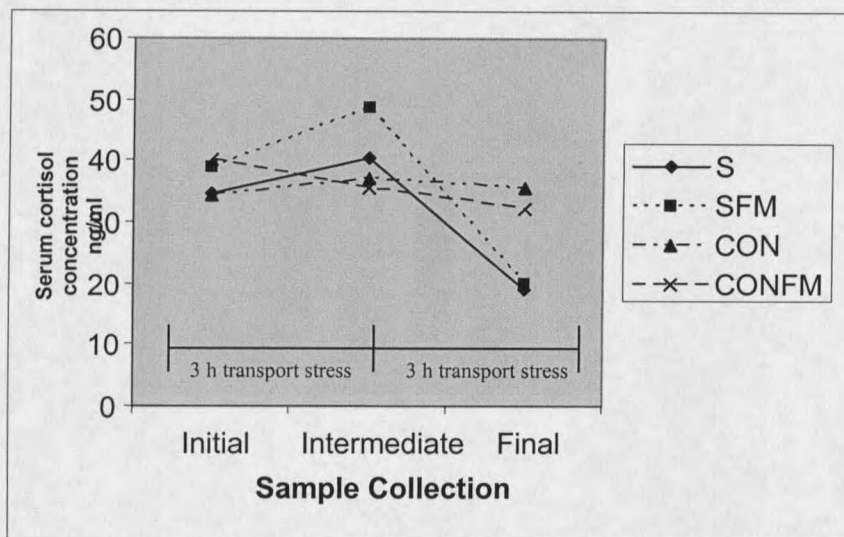 60
50
40
30
20
10
0
Serum cortisol
concentration
ng/ml
3 h transport stress
3 h transport stress
Initial
Intermediate
Final
Sample Collection
S
SFM
CON
CONFM